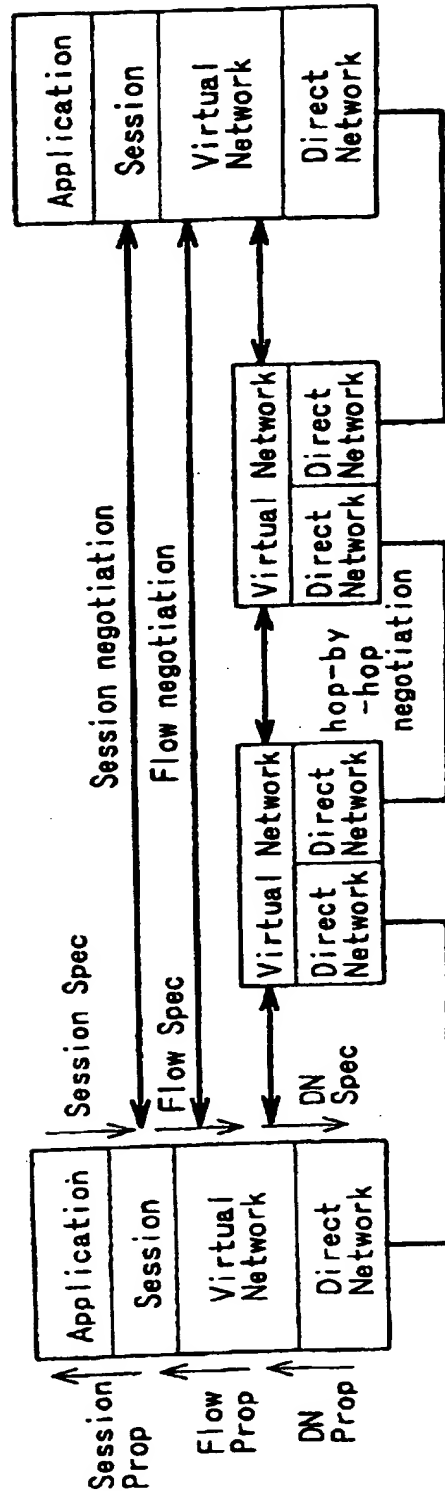 Session
Prop
Flow
Prop
DN
Prop
Application
Session
Virtual
Network
Direct
Network
Session Spec
Flow Spec
DN
Spec
Session negotiation
Flow negotiation
Virtual Network
Direct
Network
Direct
Network
hop-by
-hop
negotiation
Virtual Network
Direct
Network
Direct
Network
Application
Session
Virtual
Network
Direct
Network